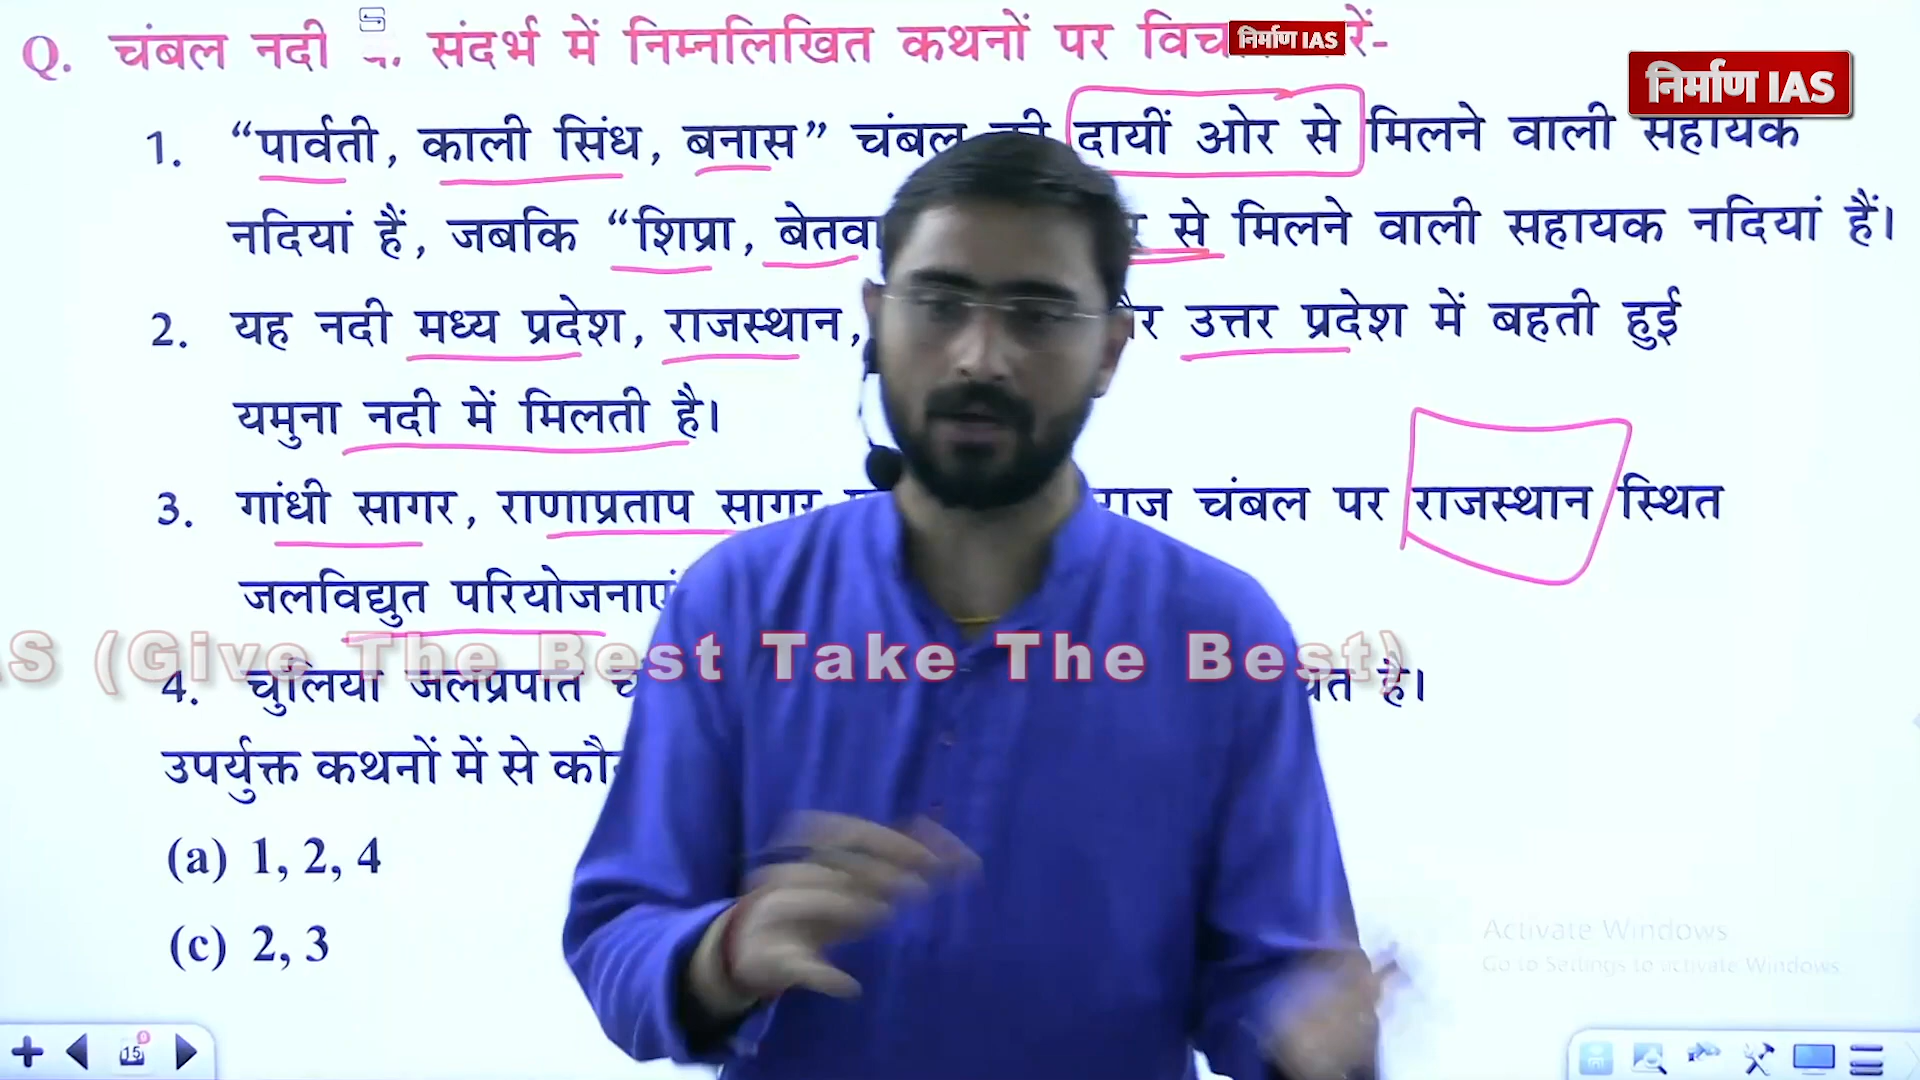 Q. चंबल नदी संदर्भ में निम्नलिखित कथनों पर
निर्माण IAS
निर्माण IAS
1. “पार्वती, काली सिंध, बनास” चंबल की दायीं ओर से मिलने वाली सहायक
नदियां हैं, जबकि “शिप्रा, बेतवा से मिलने वाली सहायक नदियां हैं।
2. यह नदी मध्य प्रदेश, राजस्थान, उत्तर प्रदेश में बहती हुई
यमुना नदी में मिलती है।
3. गांधी सागर, राणाप्रताप सागर चंबल पर राजस्थान स्थित
जलविद्युत परियोजनाएं
AS (Give The Best Take The Best)
4. चुलिया जलप्रपात है।
उपर्युक्त कथनों में से
(a) 1, 2, 4
(c) 2, 3
Activate Windows
Go to Settings to activate Windows
15